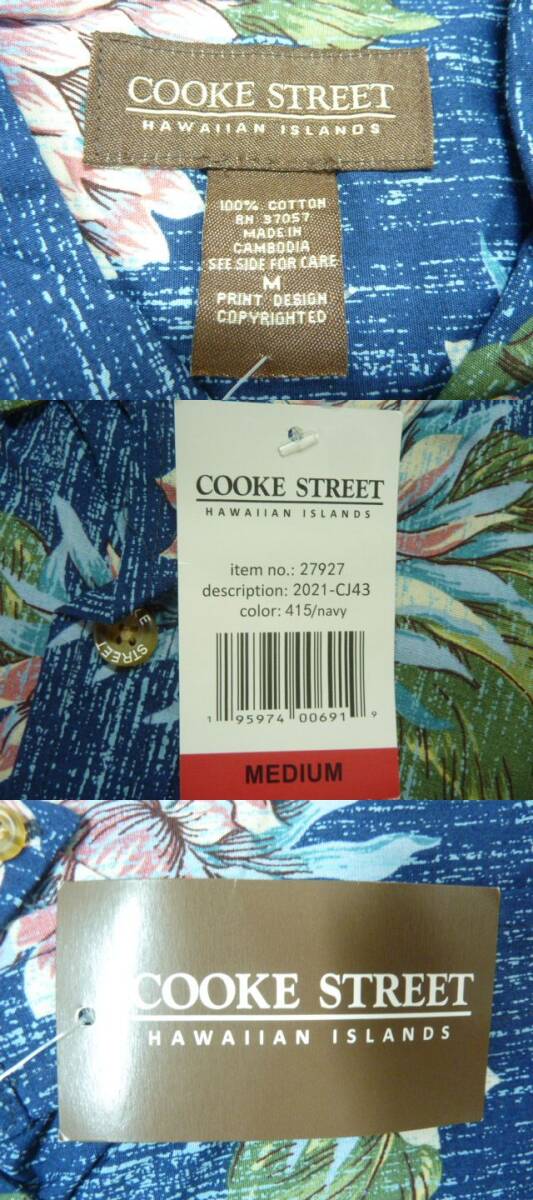 COOKE STREET
HAWAIIAN ISLANDS
100% COTTON
RN 37057
MADE IN
CAMBODIA
SEE SIDE FOR CARE
M
PRINT DESIGN
COPYRIGHTED
COOKE STREET
HAWAIIAN ISLANDS
item no.: 27927
description: 2021-CJ43
color: 415/navy
STREET
1 95974 00691 9
MEDIUM
COOKE STREET
HAWAIIAN ISLANDS